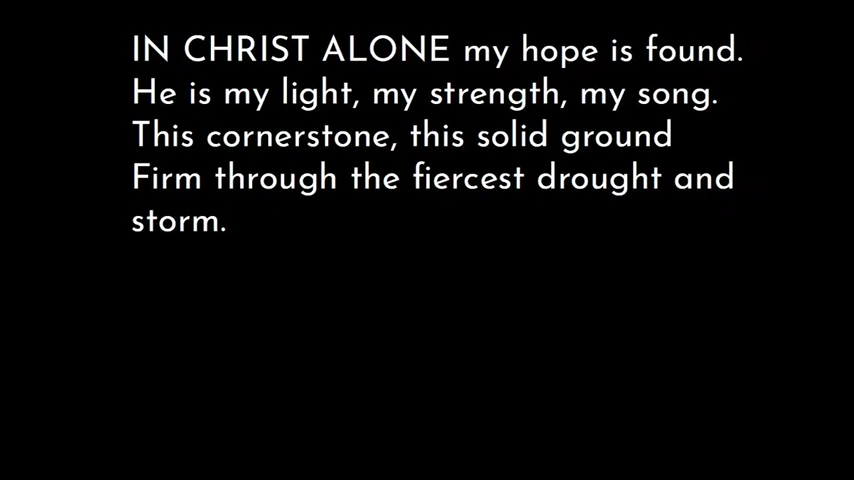 IN CHRIST ALONE my hope is found.
He is my light, my strength, my song.
This cornerstone, this solid ground
Firm through the fiercest drought and
storm.